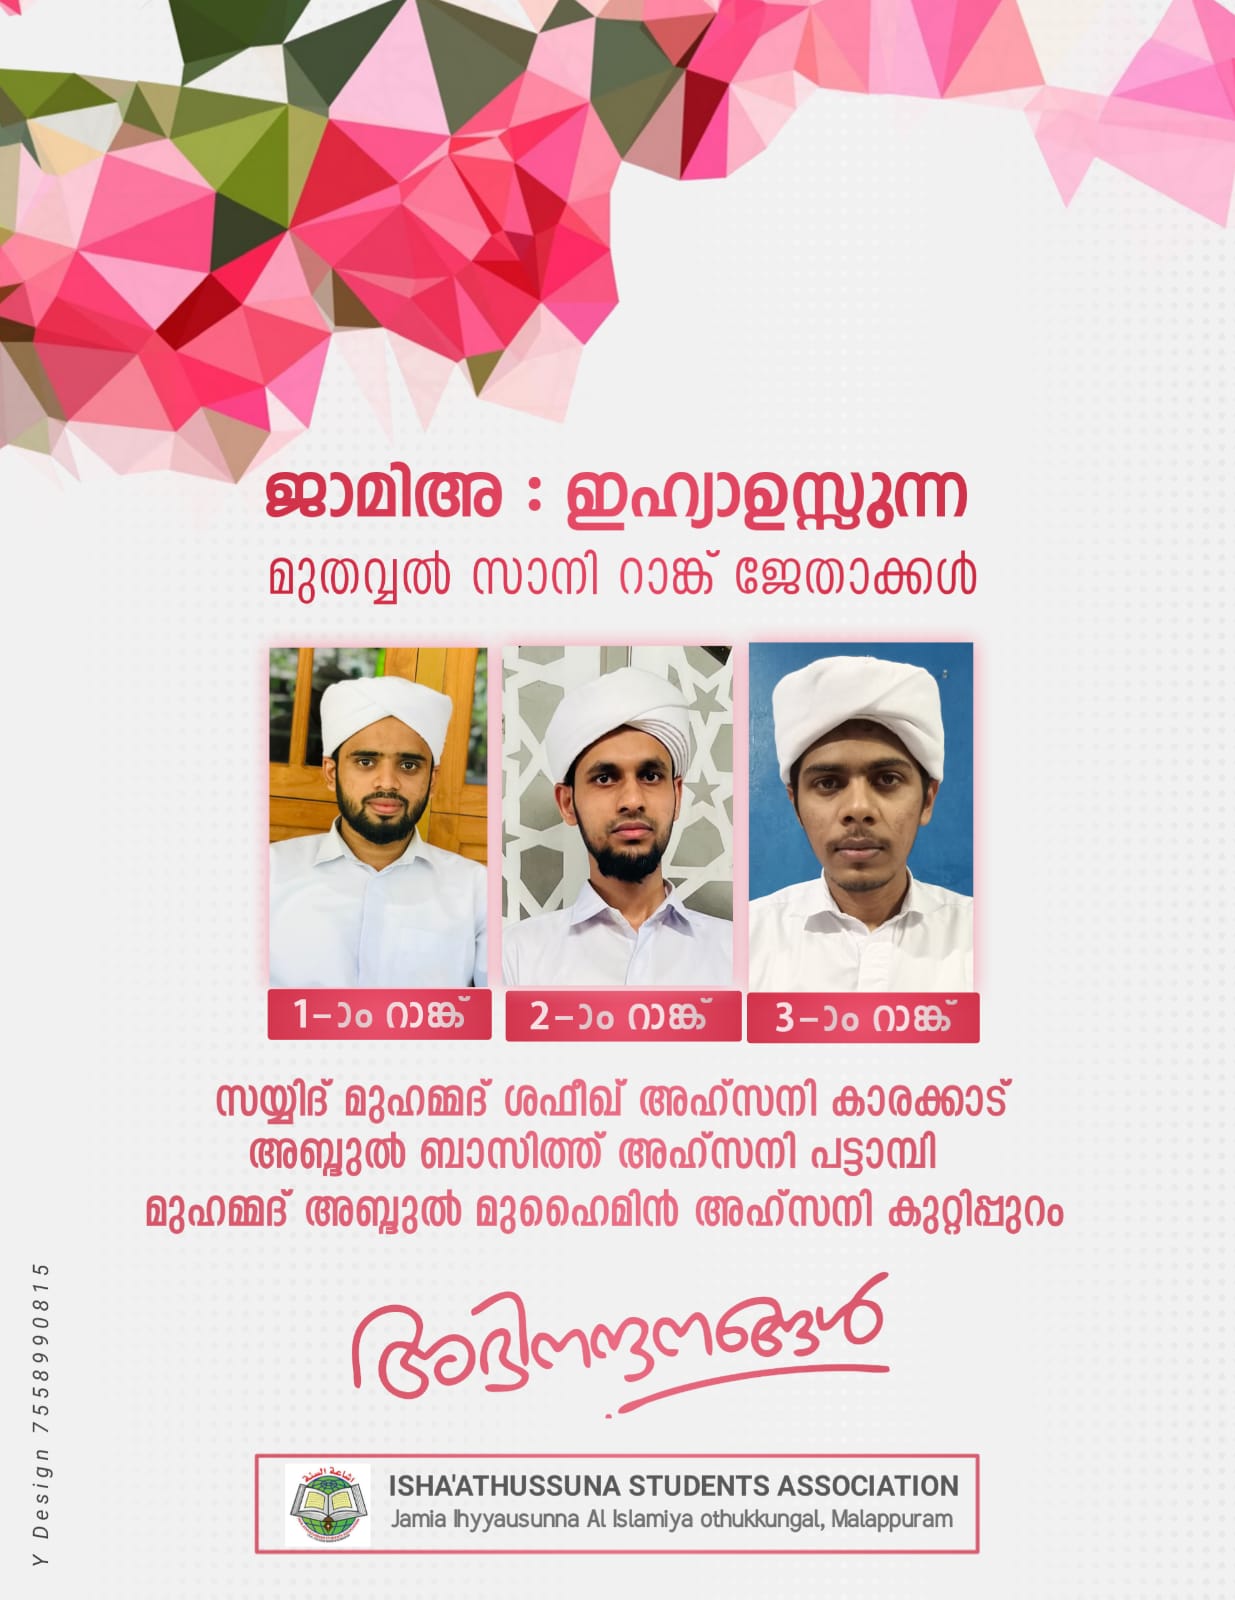 ജാമിഅ : ഇഹ്യാഉസ്സുന്ന
മുതവ്വൽ സാനി റാങ്ക് ജേതാക്കൾ
1-ാം റാങ്ക്
2-ാം റാങ്ക്
3-ാം റാങ്ക്
സയ്യിദ് മുഹമ്മദ് ശഫീഖ് അഹ്സനി കാരക്കാട്
അബ്ദുൽ ബാസിത്ത് അഹ്സനി പട്ടാമ്പി
മുഹമ്മദ് അബ്ദുൽ മുഹൈമിൻ അഹ്സനി കുറ്റിപ്പുറം
അഭിനന്ദനങ്ങൾ
اشاعة السنة
ISHA'ATHUSSUNA STUDENTS ASSOCIATION
Jamia Ihyyausunna Al Islamiya othukkungal, Malappuram
Y Design 7558990815